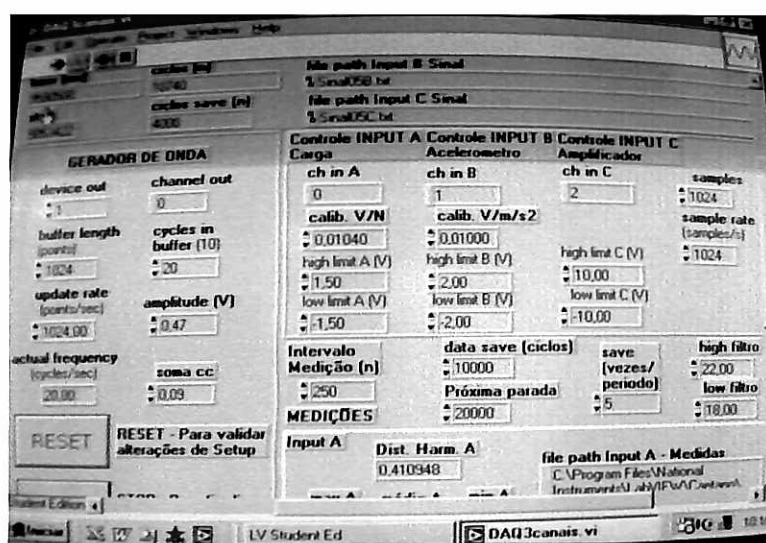 DAQ3canais.vi
Project Windows Help
ciclos (n)
file path Input B Sinal
10740
% Sinal05B.txt
ciclos save (n)
file path Input C Sinal
4000
% Sinal05C.txt
GERADOR DE ONDA
Controle INPUT A Controle INPUT B Controle INPUT C
Carga Acelerometro Amplificador
device out channel out
ch in A ch in B ch in C samples
1 0
0 1 2 1024
buffer length cycles in
(points) buffer (10)
calib. V/N calib. V/m/s2 sample rate
(samples/s)
1024 20
0,01040 0,01000 1024
high limit A (V) high limit B (V) high limit C (V)
1,50 2,00 10,00
update rate amplitude (V)
(points/sec)
low limit A (V) low limit B (V) low limit C (V)
1024,00 0,47
-1,50 -2,00 -10,00
actual frequency soma cc
(cycles/sec)
20,00 0,09
Intervalo data save (ciclos) save high filtro
Medição (n) 10000 (vezes/ 22,00
250 Próxima parada periodo) low filtro
MEDIÇÕES 20000 5 18,00
RESET RESET - Para validar
alterações de Setup
Input A Dist. Harm. A file path Input A - Medidas
0,410948 C:\Program Files\National
Student Edition
Iniciar LV Student Ed DAQ3canais.vi